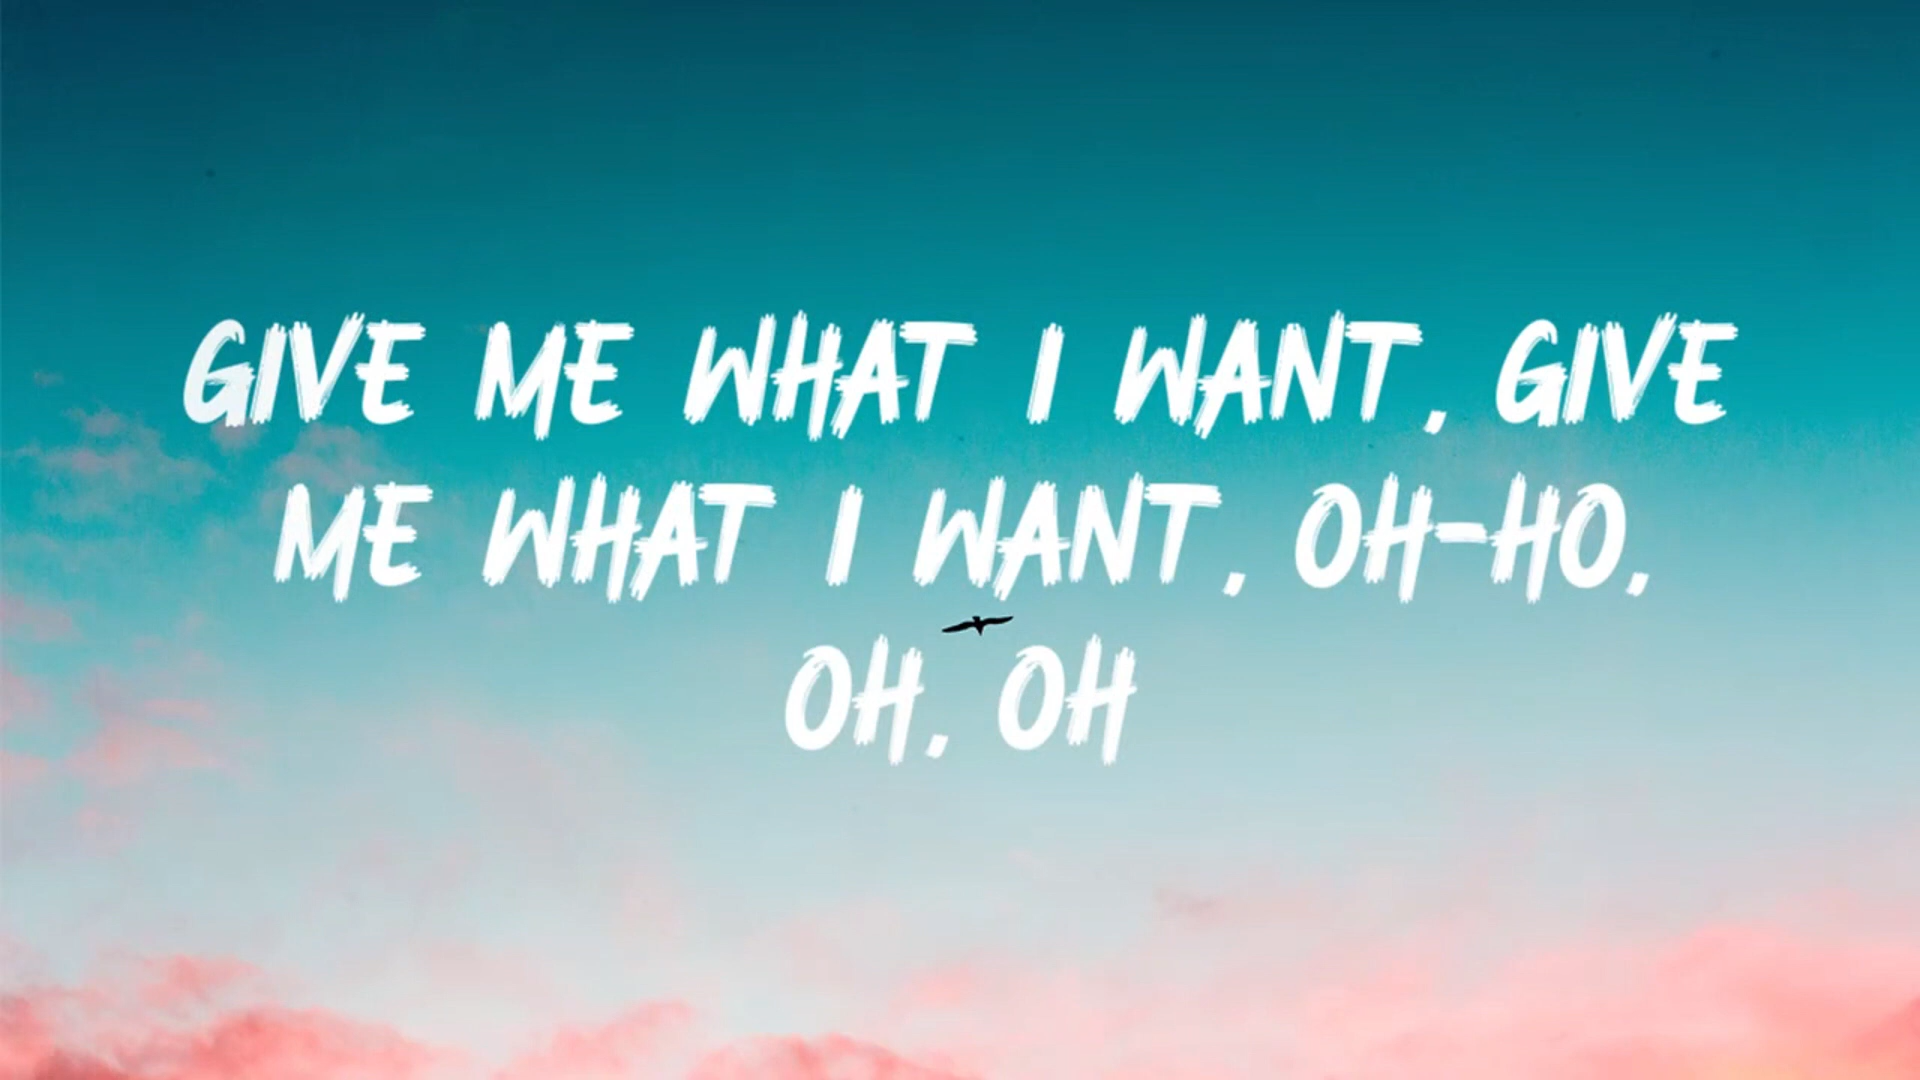 GIVE ME WHAT I WANT, GIVE
ME WHAT I WANT, OH-HO,
OH, OH